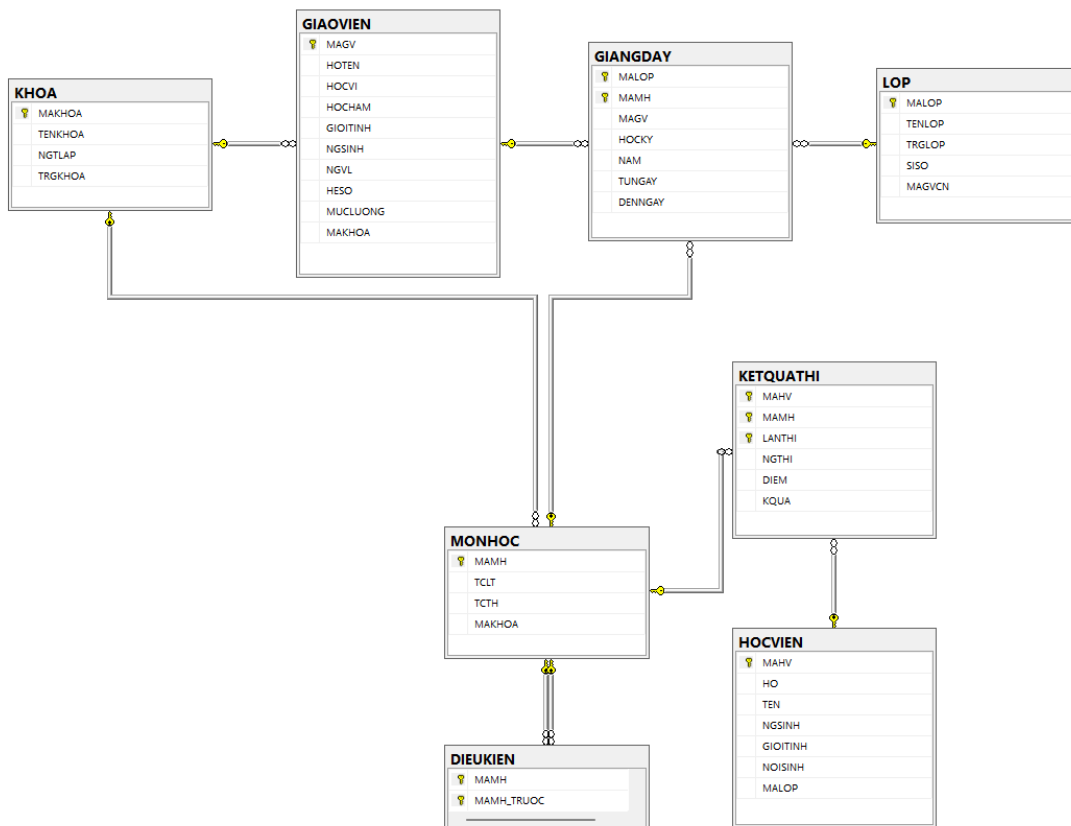 KHOA
MAKHOA
TENKHOA
NGTLAP
TRGKHOA
GIAOVIEN
MAGV
HOTEN
HOCVI
HOCHAM
GIOITINH
NGSINH
NGVL
HESO
MUCLUONG
MAKHOA
GIANGDAY
MALOP
MAMH
MAGV
HOCKY
NAM
TUNGAY
DENNGAY
LOP
MALOP
TENLOP
TRGLOP
SISO
MAGVCN
KETQUATHI
MAHV
MAMH
LANTHI
NGTHI
DIEM
KQUA
MONHOC
MAMH
TCLT
TCTH
MAKHOA
HOCVIEN
MAHV
HO
TEN
NGSINH
GIOITINH
NOISINH
MALOP
DIEUKIEN
MAMH
MAMH_TRUOC